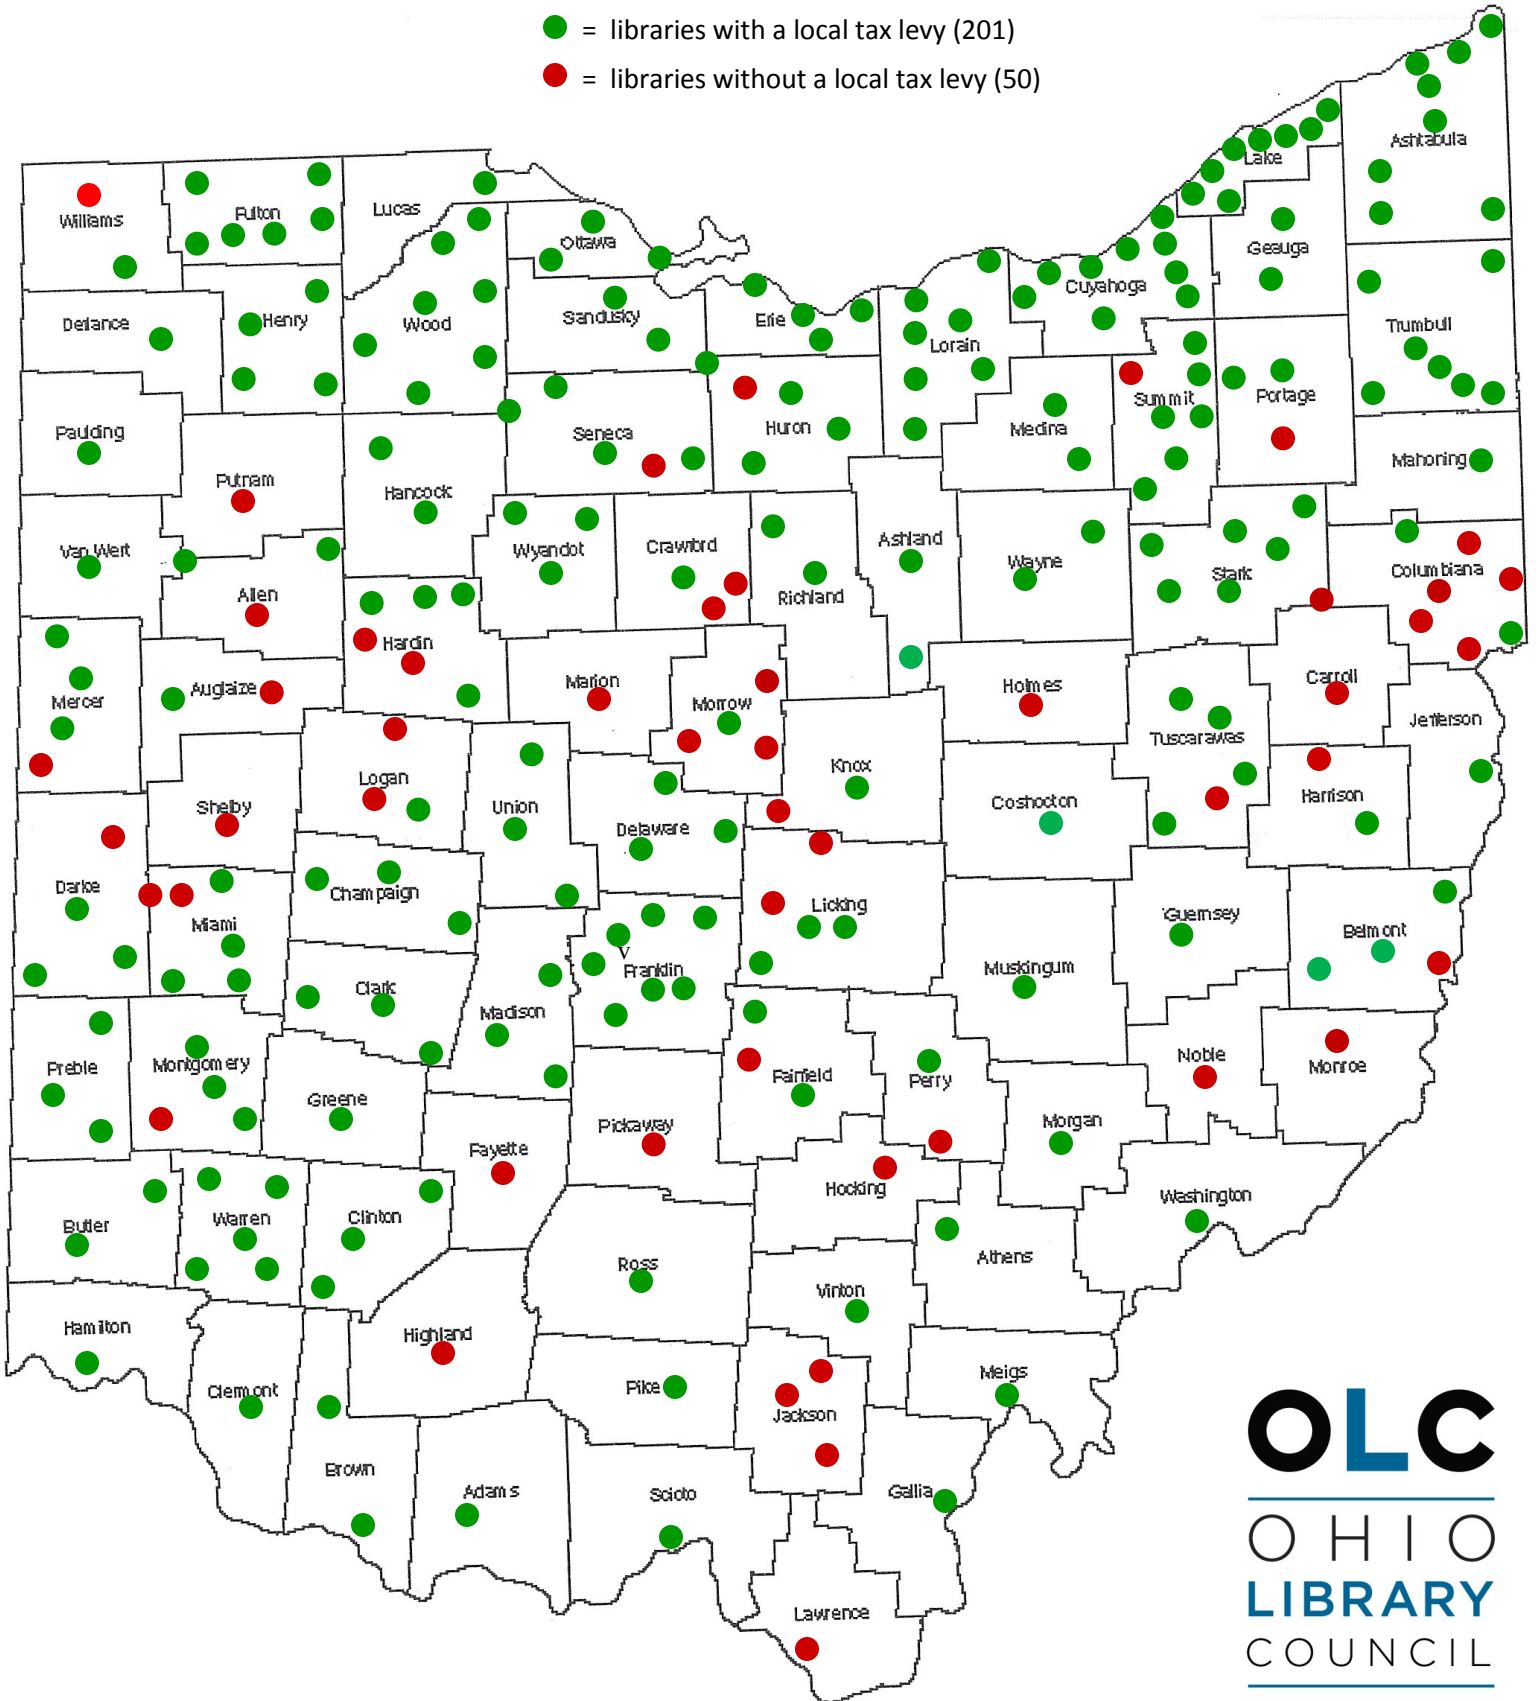 = libraries with a local tax levy (201)
= libraries without a local tax levy (50)
Ashtabula
Lake
Williams
Fulton
Lucas
Ottawa
Geauga
Cuyahoga
Defiance
Henry
Wood
Sandusky
Erie
Lorain
Trumbull
Summit
Portage
Paulding
Seneca
Huron
Medina
Mahoning
Putnam
Hancock
Van Wert
Wyandot
Crawford
Ashland
Wayne
Stark
Columbiana
Allen
Richland
Hardin
Mercer
Auglaize
Marion
Morrow
Holmes
Carroll
Jefferson
Tuscarawas
Logan
Knox
Shelby
Union
Coshocton
Harrison
Delaware
Darke
Champaign
Miami
Licking
Guernsey
Belmont
V
Franklin
Muskingum
Clark
Madison
Preble
Montgomery
Noble
Monroe
Fairfield
Perry
Greene
Pickaway
Morgan
Fayette
Hocking
Washington
Butler
Warren
Clinton
Ross
Athens
Vinton
Hamilton
Highland
Clermont
Pike
Meigs
Jackson
Brown
Adams
Scioto
Gallia
Lawrence
OLC
OHIO
LIBRARY
COUNCIL